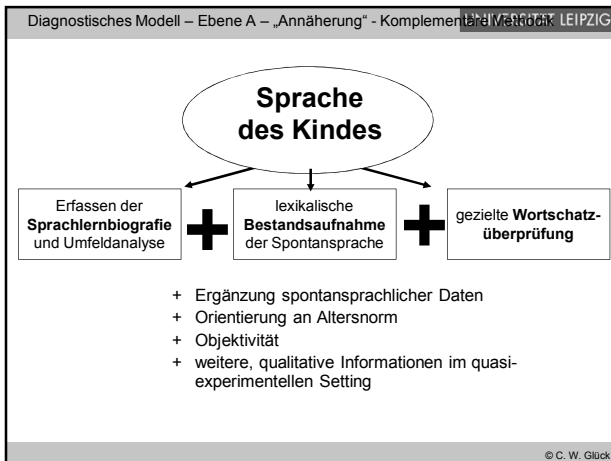 Diagnostisches Modell – Ebene A – „Annäherung" - Komplementäre Methodik
UNIVERSITÄT LEIPZIG
Sprache
des Kindes
Erfassen der
Sprachlernbiografie
und Umfeldanalyse
+
lexikalische
Bestandsaufnahme
der Spontansprache
+
gezielte Wortschatz-
überprüfung
+ Ergänzung spontansprachlicher Daten
+ Orientierung an Altersnorm
+ Objektivität
+ weitere, qualitative Informationen im quasi-
experimentellen Setting
© C. W. Glück